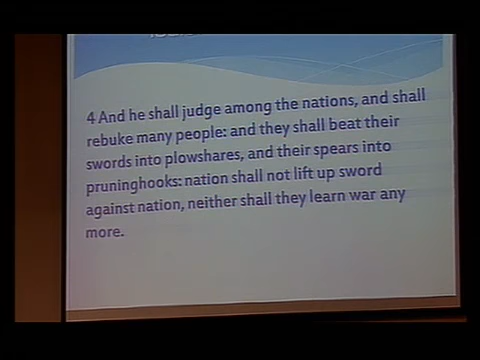 4 And he shall judge among the nations, and shall
rebuke many people: and they shall beat their
swords into plowshares, and their spears into
pruninghooks: nation shall not lift up sword
against nation, neither shall they learn war any
more.